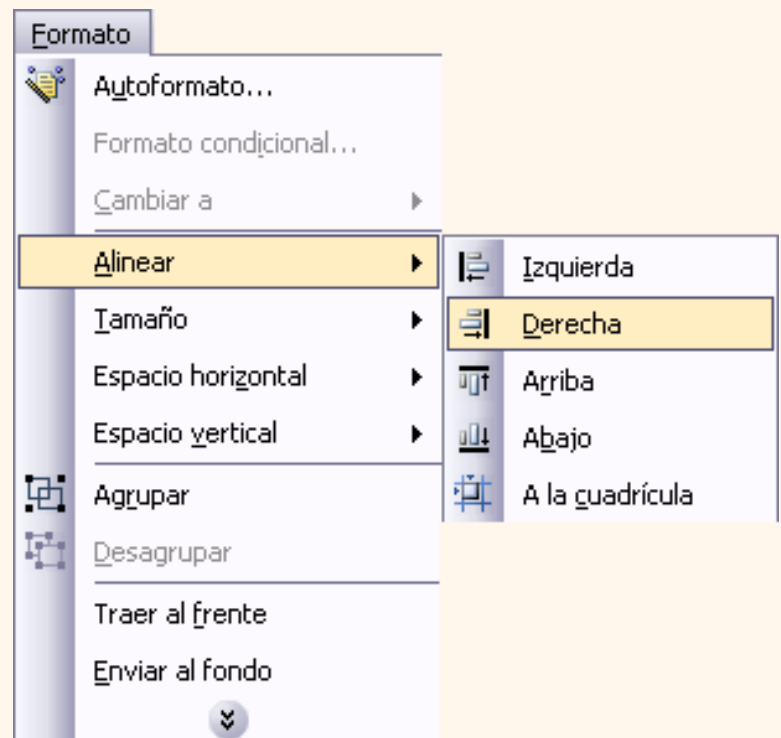 Formato
Autoformato...
Formato condicional...
Cambiar a
Alinear
Tamaño
Espacio horizontal
Espacio vertical
Agrupar
Desagrupar
Traer al frente
Enviar al fondo
Izquierda
Derecha
Arriba
Abajo
A la cuadrícula